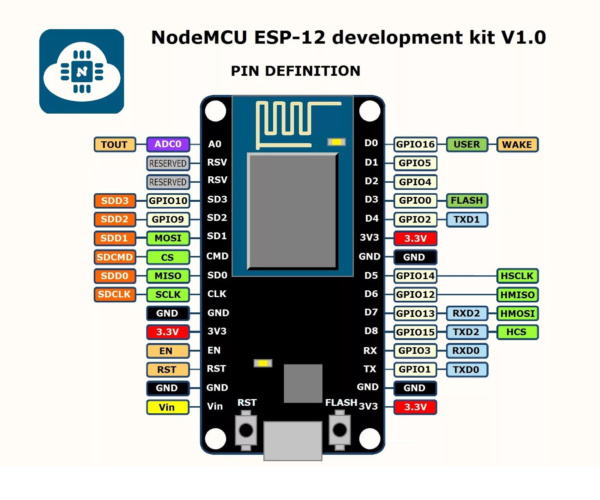 NodeMCU ESP-12 development kit V1.0
PIN DEFINITION
N
TOUT ADC0 A0 D0 GPIO16 USER WAKE
RESERVED RSV D1 GPIO5
RESERVED RSV D2 GPIO4
SDD3 GPIO10 SD3 D3 GPIO0 FLASH
SDD2 GPIO9 SD2 D4 GPIO2 TXD1
SDD1 MOSI SD1 3V3 3.3V
SDCMD CS CMD GND GND
SDD0 MISO SD0 D5 GPIO14 HSCLK
SDCLK SCLK CLK D6 GPIO12 HMISO
GND GND D7 GPIO13 RXD2 HMOSI
3.3V 3V3 D8 GPIO15 TXD2 HCS
EN EN RX GPIO3 RXD0
RST RST TX GPIO1 TXD0
GND GND GND GND
Vin Vin RST FLASH 3V3 3.3V